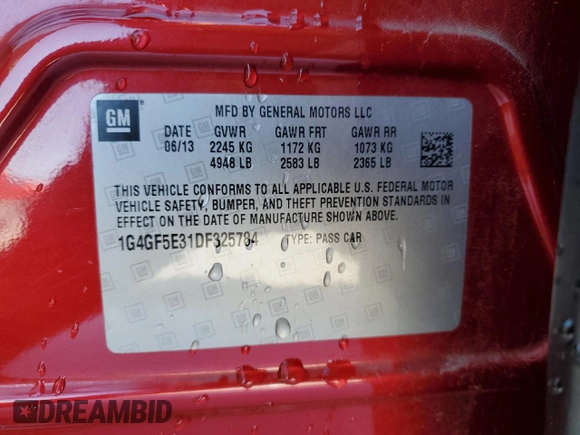 GM
MFD BY GENERAL MOTORS LLC
DATE GVWR GAWR FRT GAWR RR
06/13 2245 KG 1172 KG 1073 KG
4948 LB 2583 LB 2365 LB
THIS VEHICLE CONFORMS TO ALL APPLICABLE U.S. FEDERAL MOTOR
VEHICLE SAFETY, BUMPER, AND THEFT PREVENTION STANDARDS IN
EFFECT ON THE DATE OF MANUFACTURE SHOWN ABOVE.
1G4GF5E31DF325784 TYPE: PASS CAR
DREAMBID